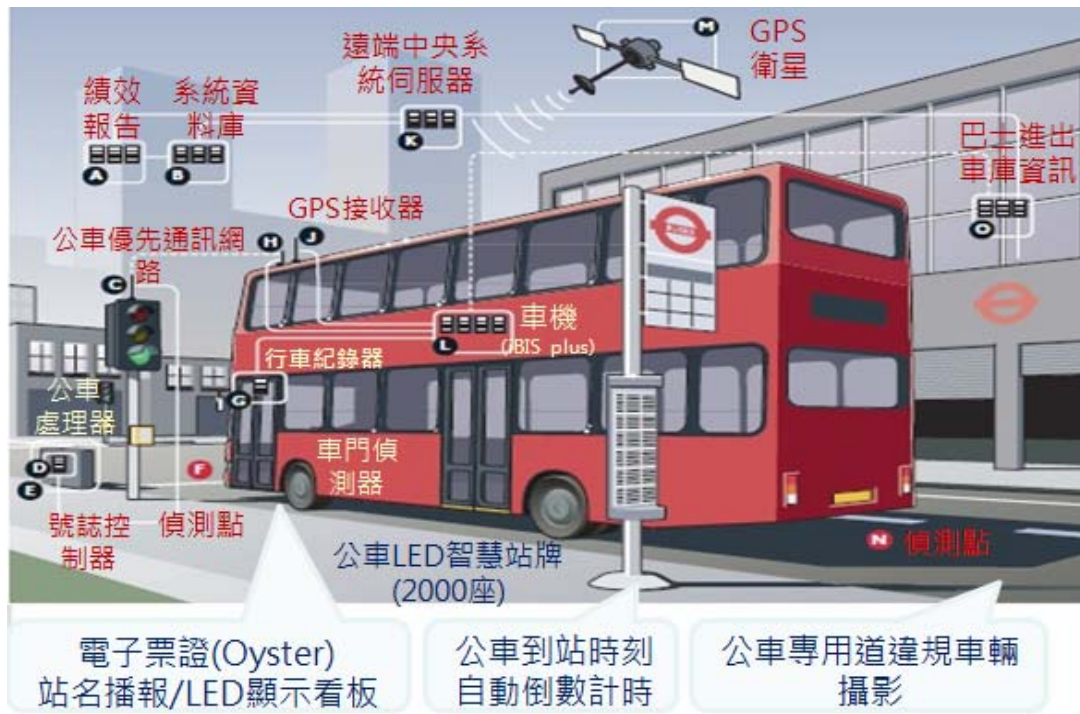 遠端中央系
統伺服器
M
GPS
衛星
績效
報告
系統資
料庫
K
A
B
巴士進出
車庫資訊
O
GPS接收器
公車優先通訊網
路
H
J
C
車機
(iBIS plus)
L
行車紀錄器
G
公車
處理器
D
E
F
車門偵
測器
號誌控
制器
偵測點
公車LED智慧站牌
(2000座)
N
偵測點
電子票證(Oyster)
站名播報/LED顯示看板
公車到站時刻
自動倒數計時
公車專用道違規車輛
攝影